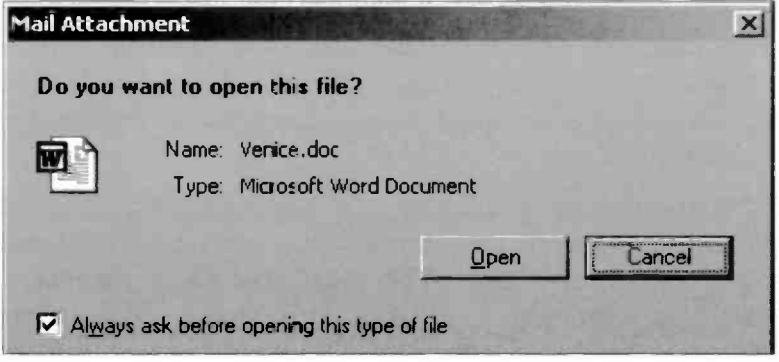 Mail Attachment
Do you want to open this file?
W
Name: Venice.doc
Type: Microsoft Word Document
Open Cancel
Always ask before opening this type of file